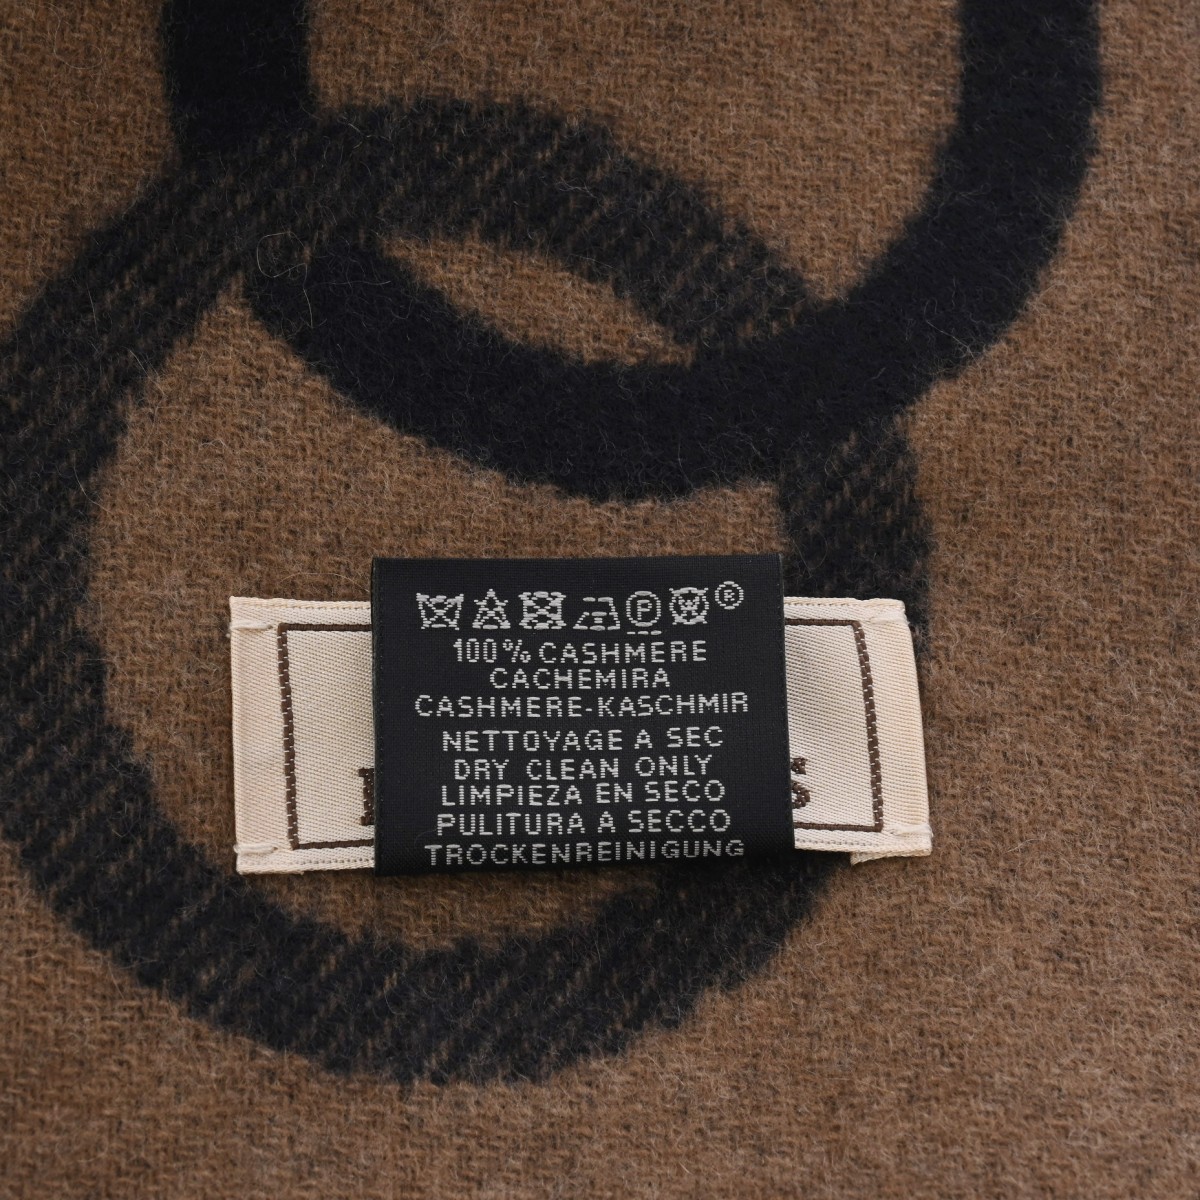 P W ®
100% CASHMERE
CACHEMIRA
CASHMERE-KASCHMIR
NETTOYAGE A SEC
DRY CLEAN ONLY
LIMPIEZA EN SECO
PULITURA A SECCO
TROCKENREINIGUNG